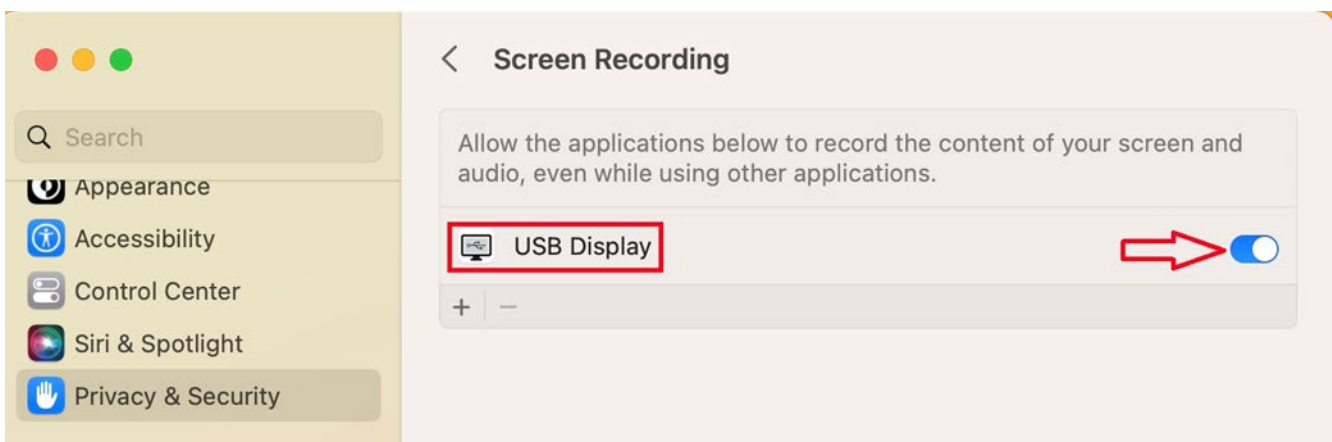 Search
Appearance
Accessibility
Control Center
Siri & Spotlight
Privacy & Security
Screen Recording
Allow the applications below to record the content of your screen and
audio, even while using other applications.
USB Display